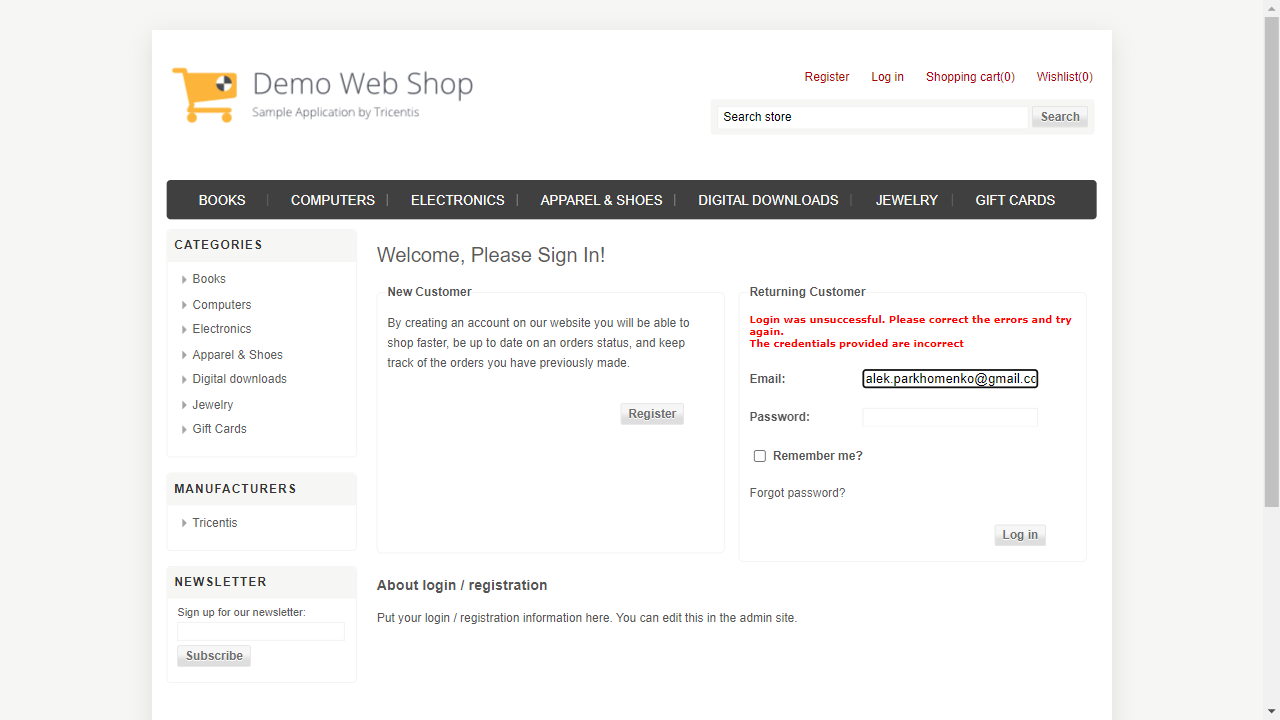 Demo Web Shop
Sample Application by Tricentis
Register Log in Shopping cart(0) Wishlist(0)
Search store Search
BOOKS COMPUTERS ELECTRONICS APPAREL & SHOES DIGITAL DOWNLOADS JEWELRY GIFT CARDS
CATEGORIES
Books
Computers
Electronics
Apparel & Shoes
Digital downloads
Jewelry
Gift Cards
MANUFACTURERS
Tricentis
NEWSLETTER
Sign up for our newsletter:
Subscribe
Welcome, Please Sign In!
New Customer
By creating an account on our website you will be able to
shop faster, be up to date on an orders status, and keep
track of the orders you have previously made.
Register
Returning Customer
Login was unsuccessful. Please correct the errors and try
again.
The credentials provided are incorrect
Email: alek.parkhomenko@gmail.co
Password:
Remember me?
Forgot password?
Log in
About login / registration
Put your login / registration information here. You can edit this in the admin site.